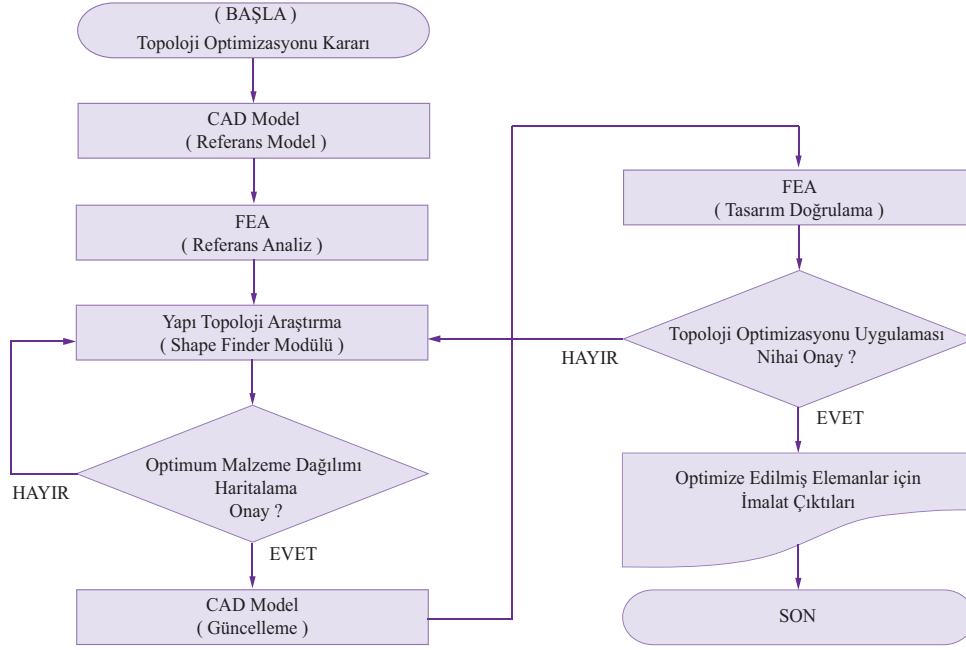 ( BAŞLA )
Topoloji Optimizasyonu Kararı
CAD Model
( Referans Model )
FEA
( Referans Analiz )
Yapı Topoloji Araştırma
( Shape Finder Modülü )
Optimum Malzeme Dağılımı
Haritalama
Onay ?
HAYIR
EVET
CAD Model
( Güncelleme )
FEA
( Tasarım Doğrulama )
Topoloji Optimizasyonu Uygulaması
Nihai Onay ?
HAYIR
EVET
Optimize Edilmiş Elemanlar için
İmalat Çıktıları
SON